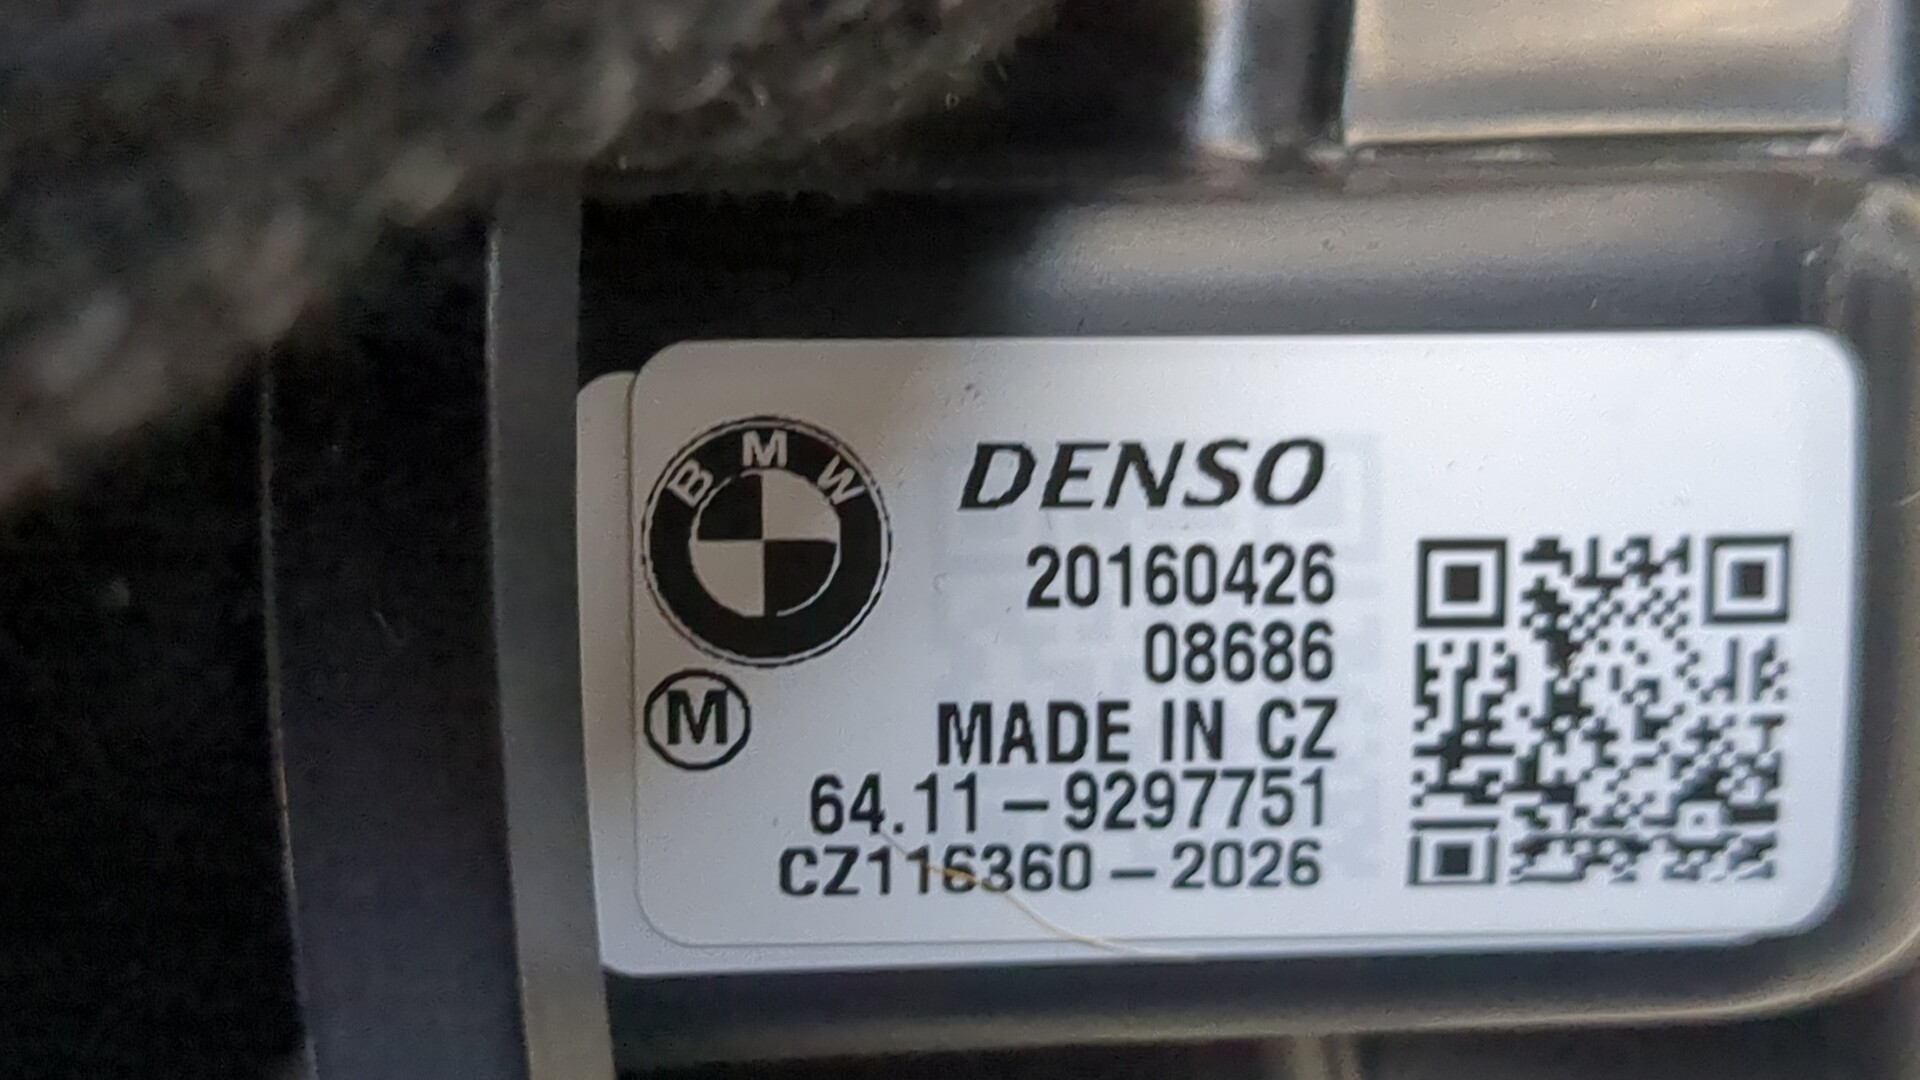 BMW
DENSO
20160426
08686
M
MADE IN CZ
64.11-9297751
CZ116360-2026